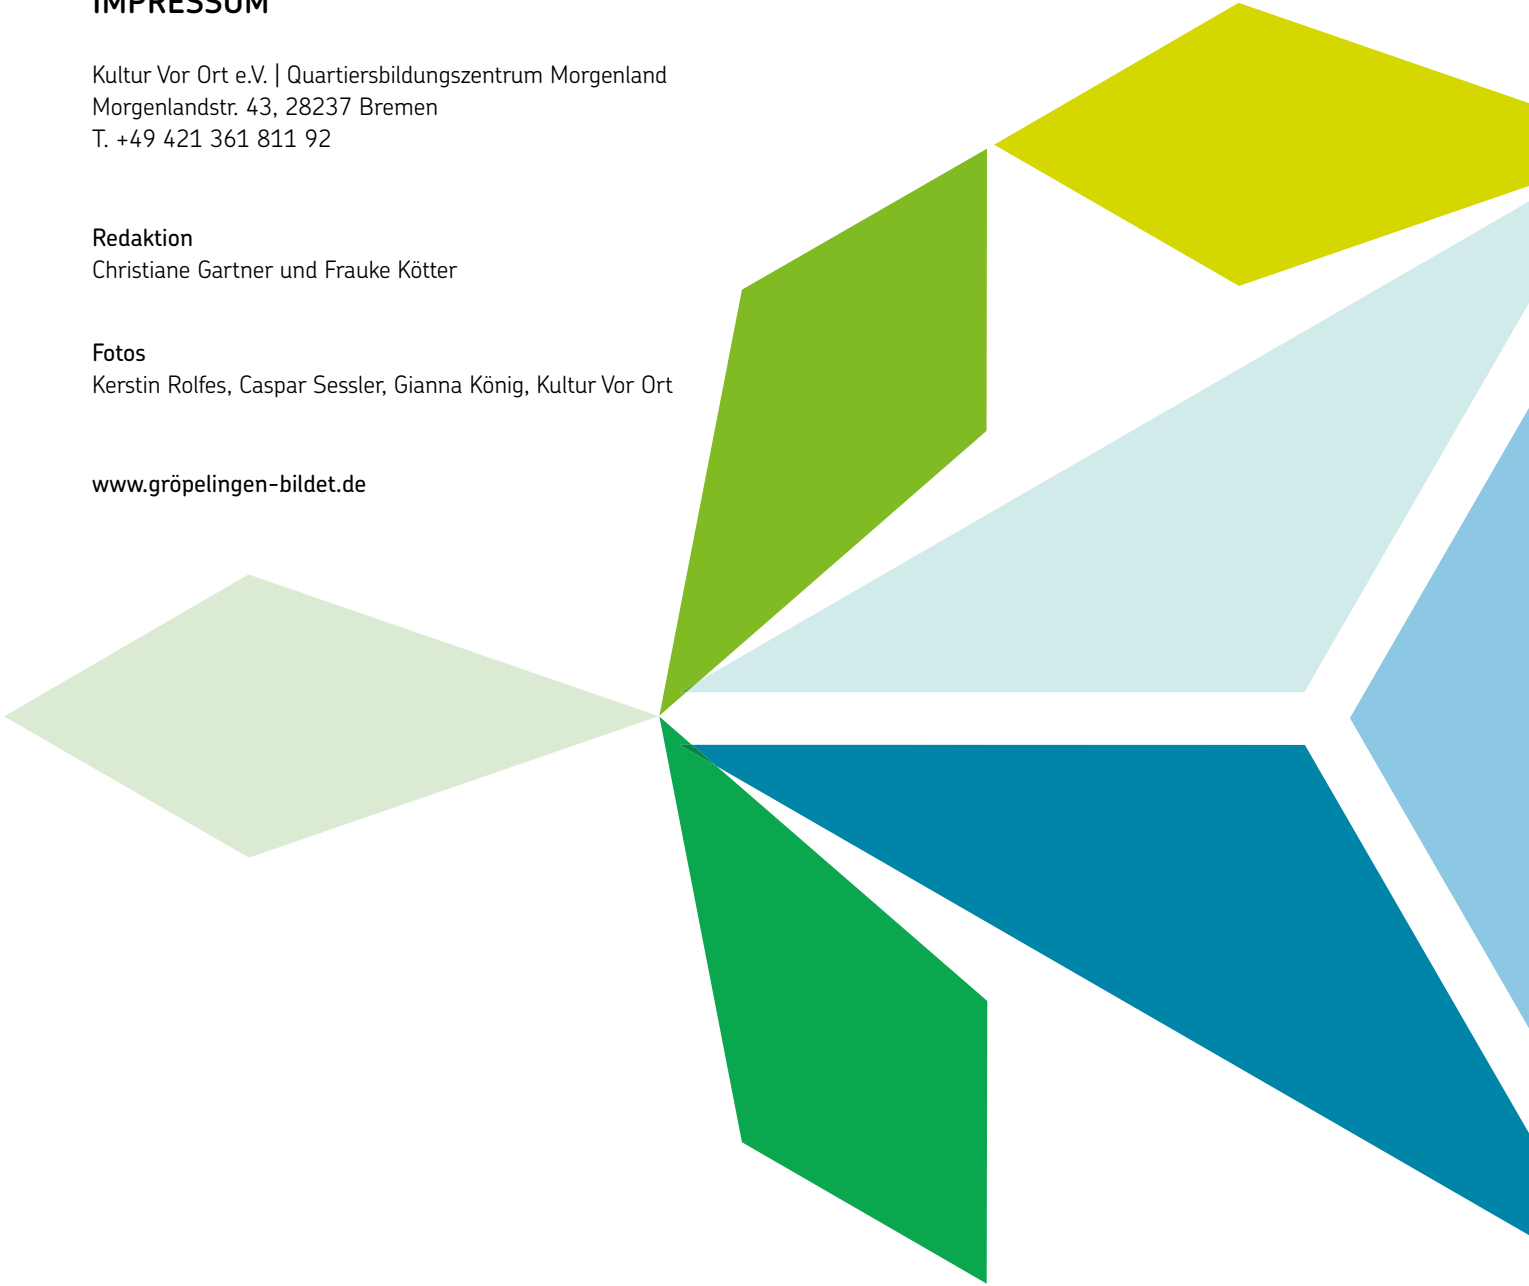 IMPRESSUM
Kultur Vor Ort e.V. | Quartiersbildungszentrum Morgenland
Morgenlandstr. 43, 28237 Bremen
T. +49 421 361 811 92
Redaktion
Christiane Gartner und Frauke Kötter
Fotos
Kerstin Rolfes, Caspar Sessler, Gianna König, Kultur Vor Ort
www.gröpelingen-bildet.de